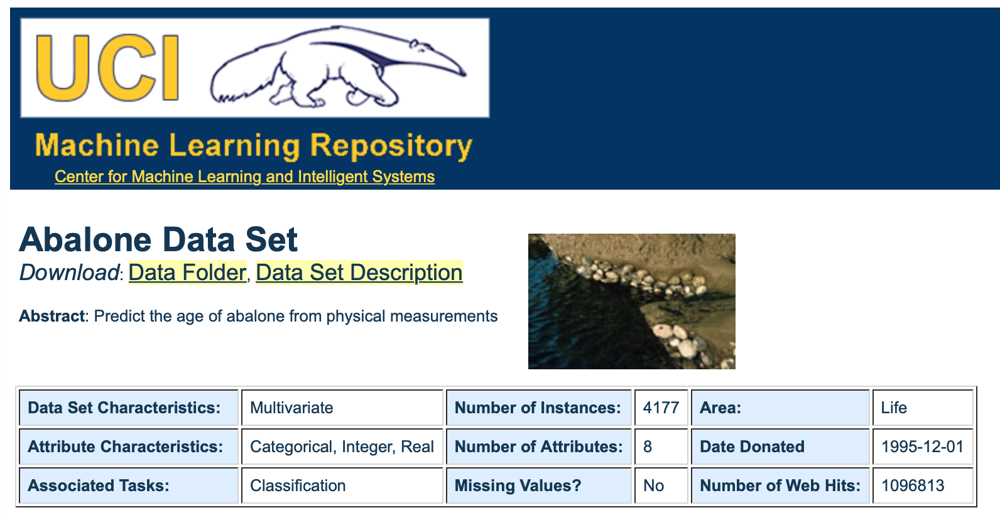 UCI
Machine Learning Repository
Center for Machine Learning and Intelligent Systems
Abalone Data Set
Download: Data Folder, Data Set Description
Abstract: Predict the age of abalone from physical measurements
Data Set Characteristics: Multivariate Number of Instances: 4177 Area: Life
Attribute Characteristics: Categorical, Integer, Real Number of Attributes: 8 Date Donated 1995-12-01
Associated Tasks: Classification Missing Values? No Number of Web Hits: 1096813